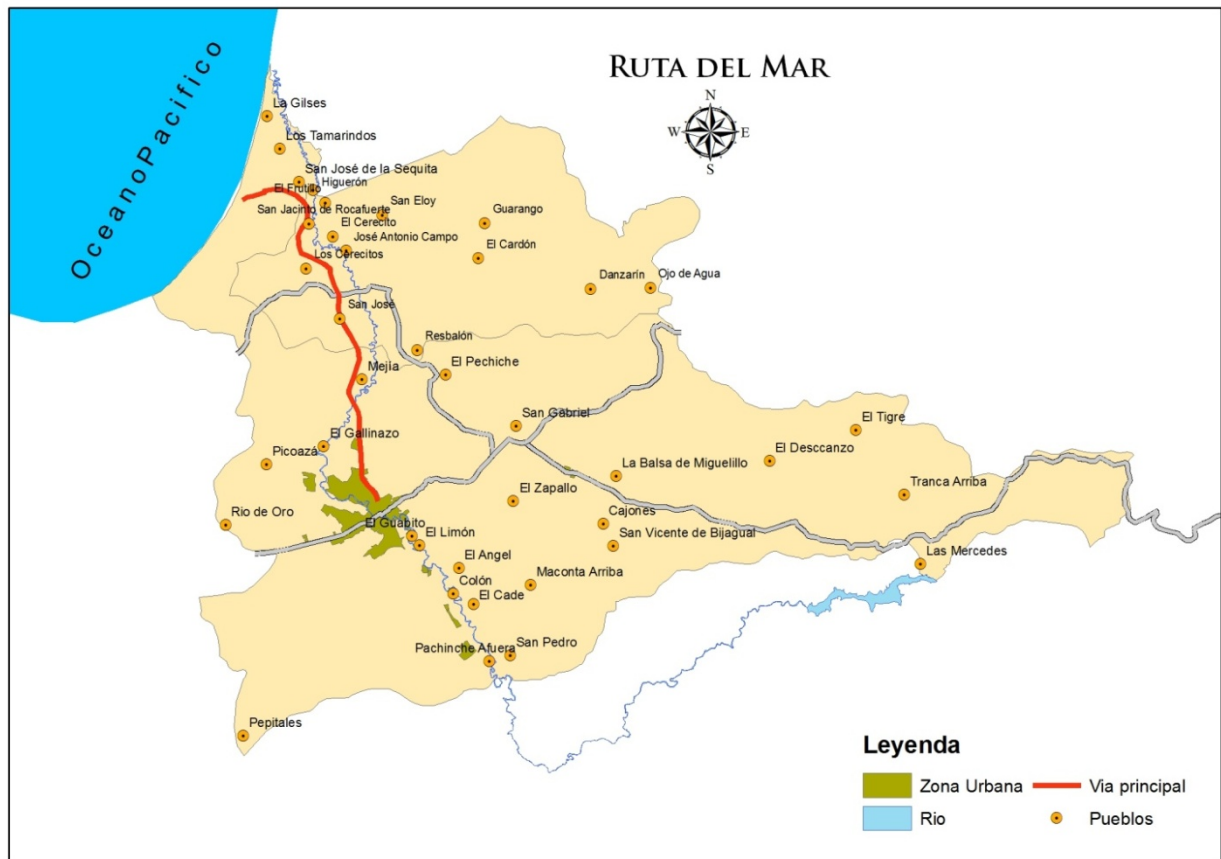 RUTA DEL MAR
N
W
E
S
Oceano Pacifico
La Gilses
Los Tamarindos
San José de la Sequita
Higuerón
El Frutillo
San Jacinto de Rocafuerte
San Eloy
Guarango
El Cerecito
José Antonio Campo
El Cardón
Los Cerecitos
Danzarín
Ojo de Agua
San José
Resbalón
El Pechiche
Mejía
San Gabriel
El Tigre
El Gallinazo
Picoazá
El Desccanzo
La Balsa de Miguelillo
Tranca Arriba
El Zapallo
Rio de Oro
El Guabito
El Limón
Cajones
San Vicente de Bijagual
El Angel
Las Mercedes
Colón
Maconta Arriba
El Cade
Pachinche Afuera
San Pedro
Pepitales
Leyenda
Zona Urbana
Via principal
Rio
Pueblos